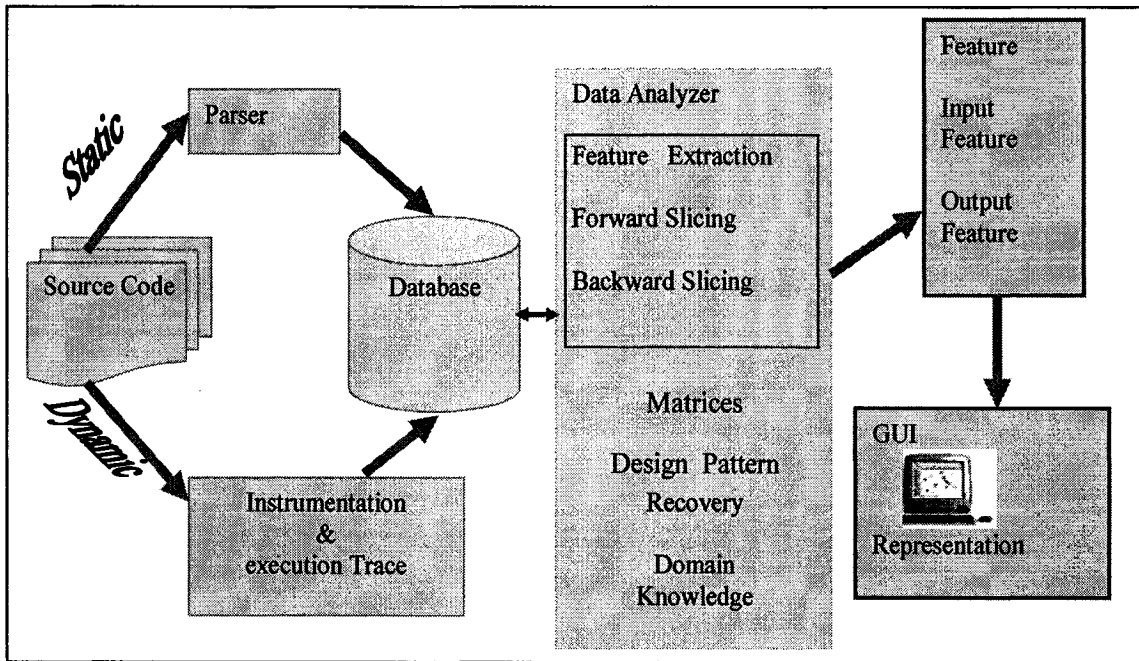 Static
Parser
Source Code
Dynamic
Instrumentation
&
execution Trace
Database
Data Analyzer
Feature Extraction
Forward Slicing
Backward Slicing
Matrices
Design Pattern
Recovery
Domain
Knowledge
Feature
Input
Feature
Output
Feature
GUI
Representation